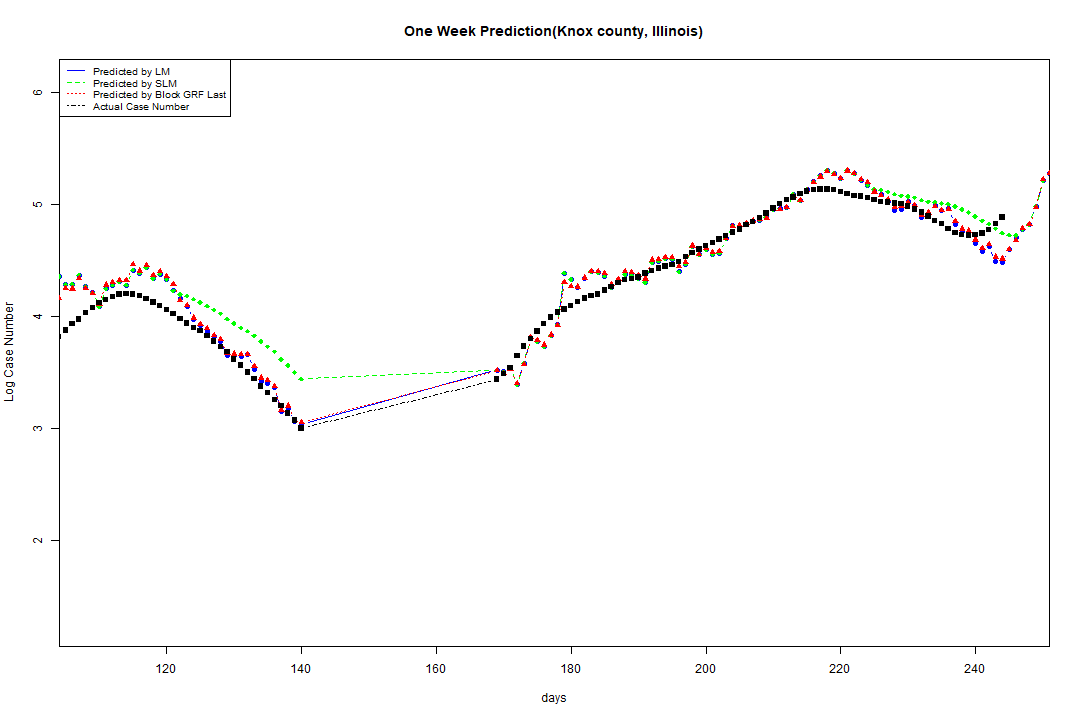 One Week Prediction(Knox county, Illinois)
Predicted by LM
Predicted by SLM
Predicted by Block GRF Last
Actual Case Number
6
5
4
3
2
Log Case Number
120 140 160 180 200 220 240
days